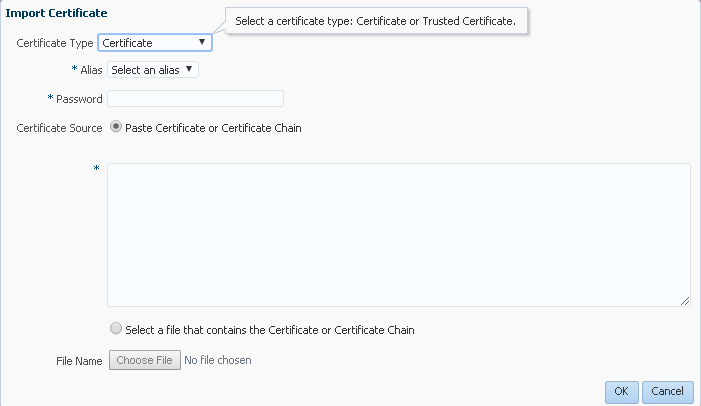 Import Certificate
Select a certificate type: Certificate or Trusted Certificate.
Certificate Type Certificate
* Alias Select an alias
* Password
Certificate Source Paste Certificate or Certificate Chain
*
Select a file that contains the Certificate or Certificate Chain
File Name Choose File No file chosen
OK Cancel